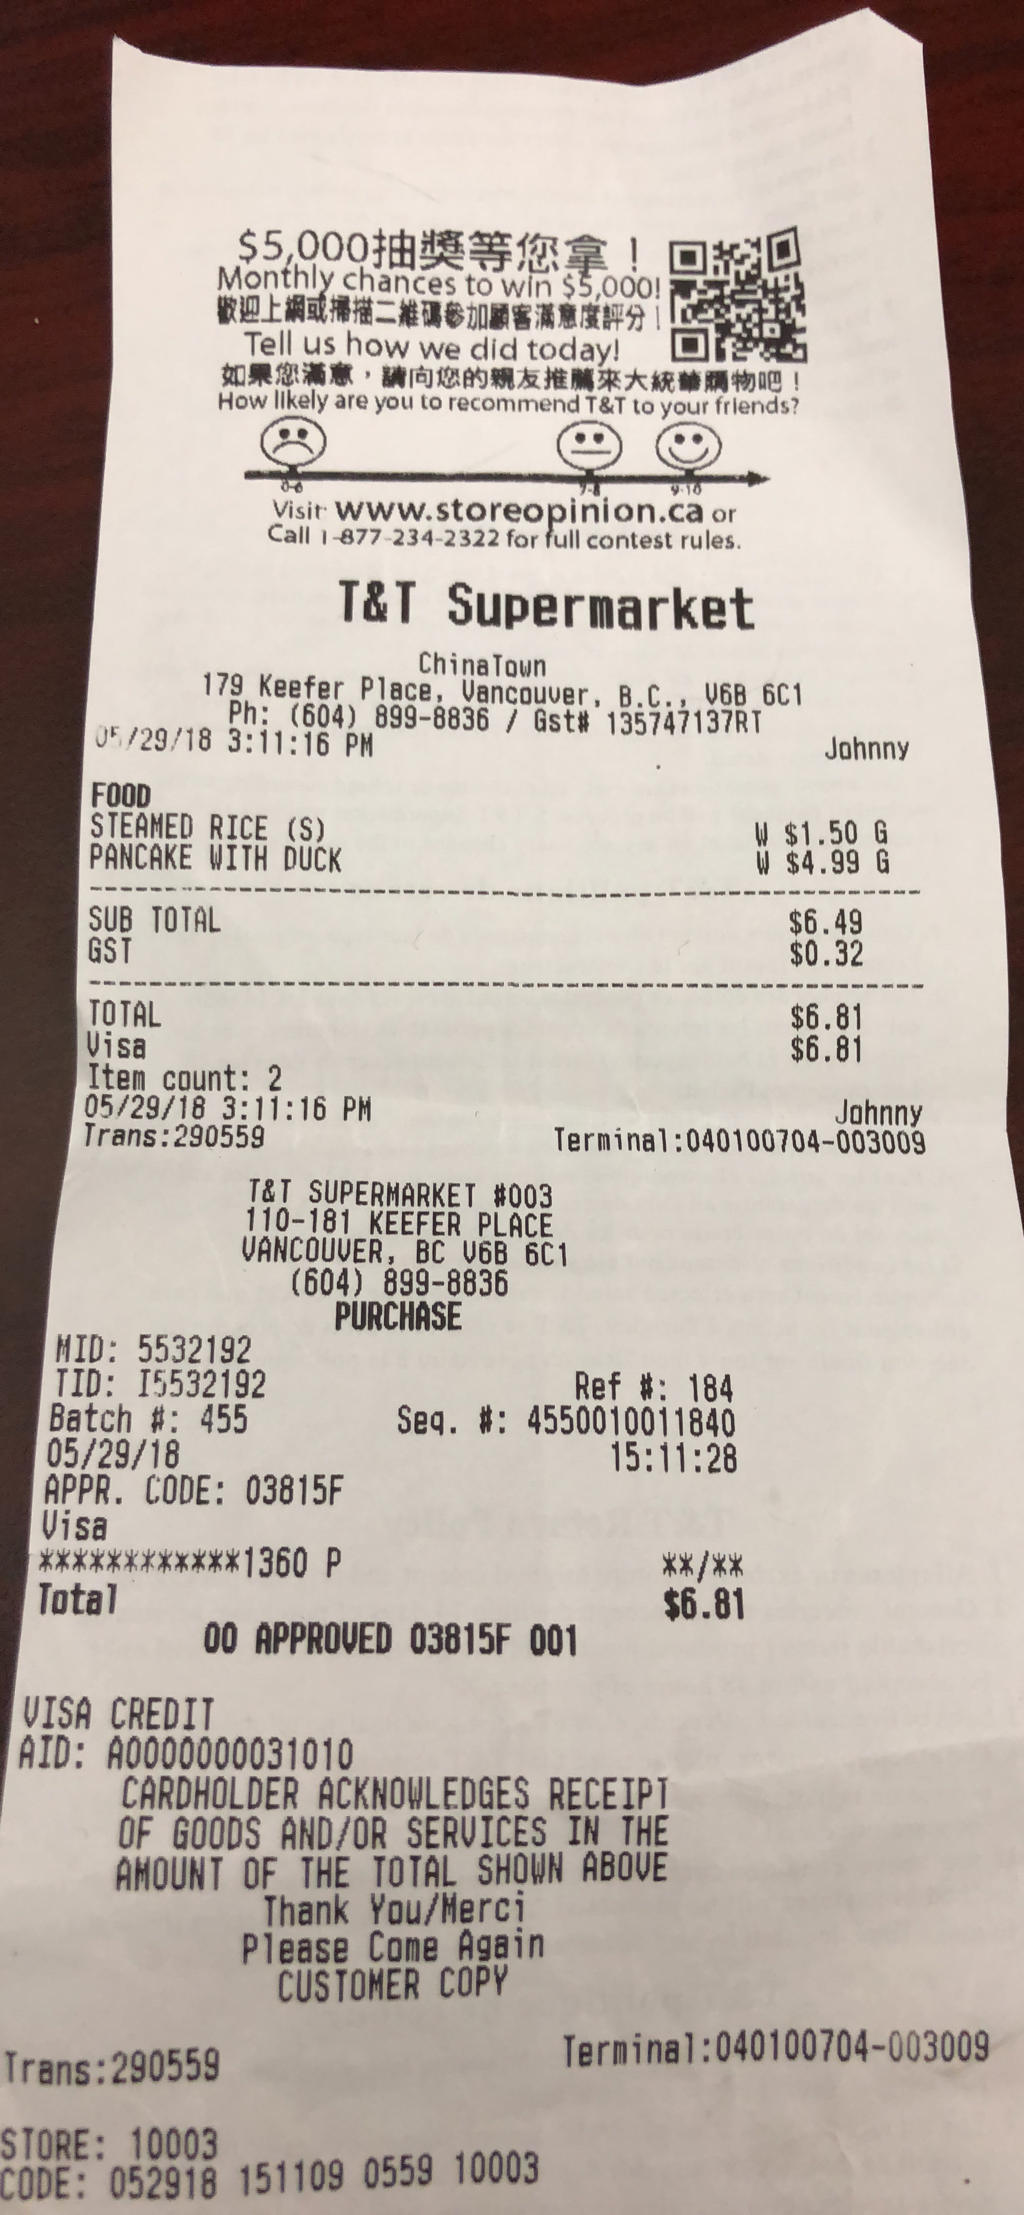 $5,000抽獎等您拿！
Monthly chances to win $5,000!
歡迎上網或掃描二維碼參加顧客滿意度評分！
Tell us how we did today!
如果您滿意，請向您的親友推薦來大統華購物吧！
How likely are you to recommend T&T to your friends?
0-6 7-8 9-10
Visit www.storeopinion.ca or
Call 1-877-234-2322 for full contest rules.
T&T Supermarket
ChinaTown
179 Keefer Place, Vancouver, B.C., V6B 6C1
Ph: (604) 899-8836 / Gst# 135747137RT
05/29/18 3:11:16 PM Johnny
FOOD
STEAMED RICE (S) W $1.50 G
PANCAKE WITH DUCK W $4.99 G
SUB TOTAL $6.49
GST $0.32
TOTAL $6.81
Visa $6.81
Item count: 2
05/29/18 3:11:16 PM Johnny
Trans:290559 Terminal:040100704-003009
T&T SUPERMARKET #003
110-181 KEEFER PLACE
VANCOUVER, BC V6B 6C1
(604) 899-8836
PURCHASE
MID: 5532192
TID: I5532192 Ref #: 184
Batch #: 455 Seq. #: 4550010011840
05/29/18 15:11:28
APPR. CODE: 03815F
Visa
************1360 P **/**
Total $6.81
00 APPROVED 03815F 001
VISA CREDIT
AID: A0000000031010
CARDHOLDER ACKNOWLEDGES RECEIPT
OF GOODS AND/OR SERVICES IN THE
AMOUNT OF THE TOTAL SHOWN ABOVE
Thank You/Merci
Please Come Again
CUSTOMER COPY
Trans:290559 Terminal:040100704-003009
STORE: 10003
CODE: 052918 151109 0559 10003